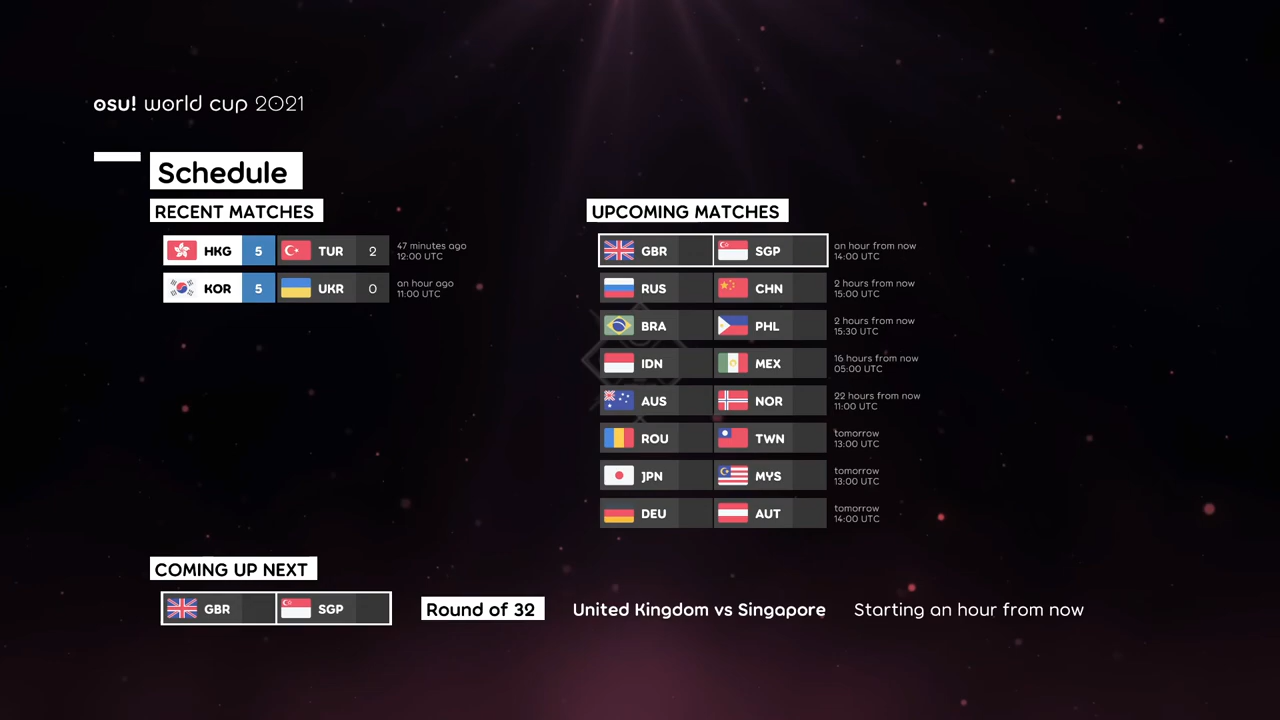 osu! world cup 2021
Schedule
RECENT MATCHES
HKG 5 TUR 2 47 minutes ago
12:00 UTC
KOR 5 UKR 0 an hour ago
11:00 UTC
UPCOMING MATCHES
GBR SGP an hour from now
14:00 UTC
RUS CHN 2 hours from now
15:00 UTC
BRA PHL 2 hours from now
15:30 UTC
IDN MEX 16 hours from now
05:00 UTC
AUS NOR 22 hours from now
11:00 UTC
ROU TWN tomorrow
13:00 UTC
JPN MYS tomorrow
13:00 UTC
DEU AUT tomorrow
14:00 UTC
COMING UP NEXT
GBR SGP Round of 32 United Kingdom vs Singapore Starting an hour from now